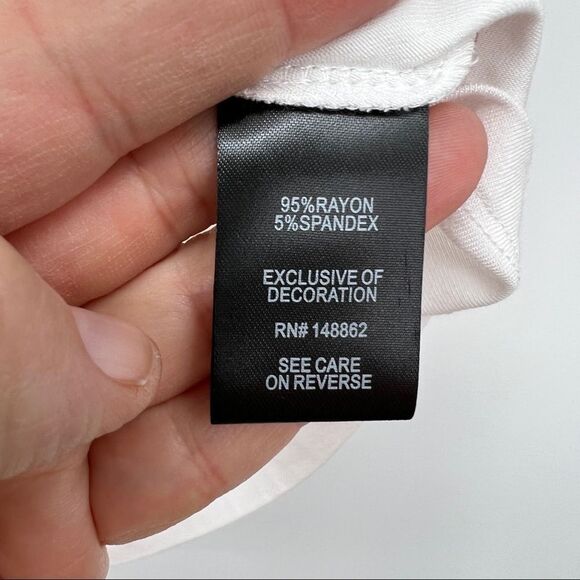 95%RAYON
5%SPANDEX
EXCLUSIVE OF
DECORATION
RN# 148862
SEE CARE
ON REVERSE